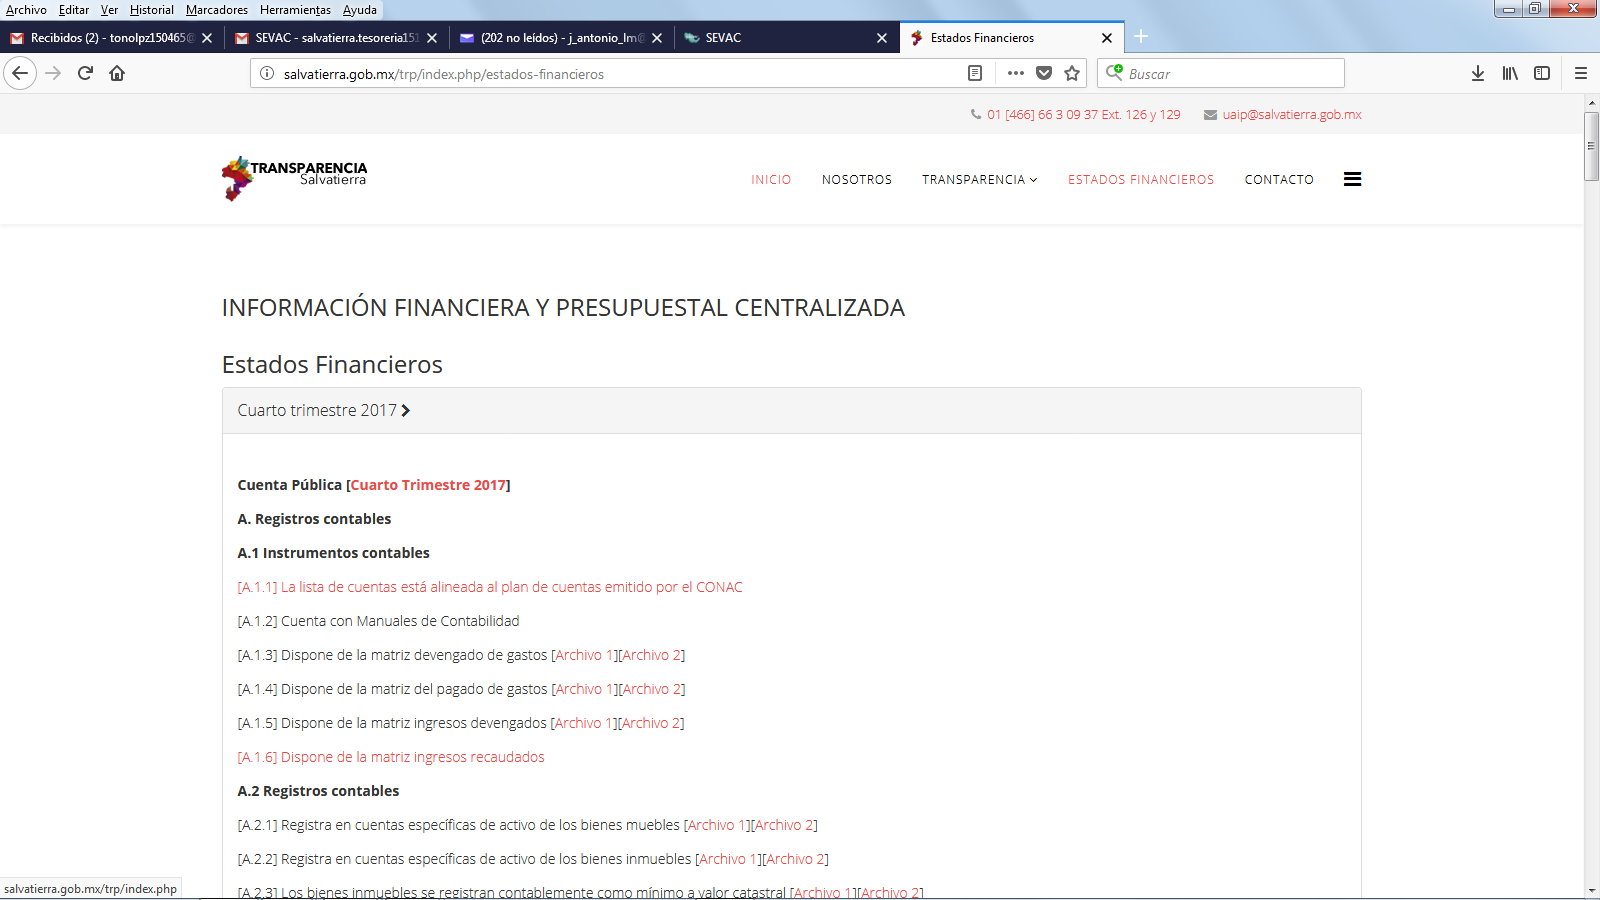 Archivo Editar Ver Historial Marcadores Herramientas Ayuda
Recibidos (2) - tonolpz150465@ SEVAC - salvatierra.tesoreria151 (202 no leídos) - j_antonio_lm@ SEVAC Estados Financieros
salvatierra.gob.mx/trp/index.php/estados-financieros Buscar
01 [466] 66 3 09 37 Ext. 126 y 129 uaip@salvatierra.gob.mx
TRANSPARENCIA
Salvatierra
INICIO NOSOTROS TRANSPARENCIA ESTADOS FINANCIEROS CONTACTO
INFORMACIÓN FINANCIERA Y PRESUPUESTAL CENTRALIZADA
Estados Financieros
Cuarto trimestre 2017
Cuenta Pública [Cuarto Trimestre 2017]
A. Registros contables
A.1 Instrumentos contables
[A.1.1] La lista de cuentas está alineada al plan de cuentas emitido por el CONAC
[A.1.2] Cuenta con Manuales de Contabilidad
[A.1.3] Dispone de la matriz devengado de gastos [Archivo 1][Archivo 2]
[A.1.4] Dispone de la matriz del pagado de gastos [Archivo 1][Archivo 2]
[A.1.5] Dispone de la matriz ingresos devengados [Archivo 1][Archivo 2]
[A.1.6] Dispone de la matriz ingresos recaudados
A.2 Registros contables
[A.2.1] Registra en cuentas específicas de activo de los bienes muebles [Archivo 1][Archivo 2]
[A.2.2] Registra en cuentas específicas de activo de los bienes inmuebles [Archivo 1][Archivo 2]
[A.2.3] Los bienes inmuebles se registran contablemente como mínimo a valor catastral [Archivo 1][Archivo 2]
salvatierra.gob.mx/trp/index.php